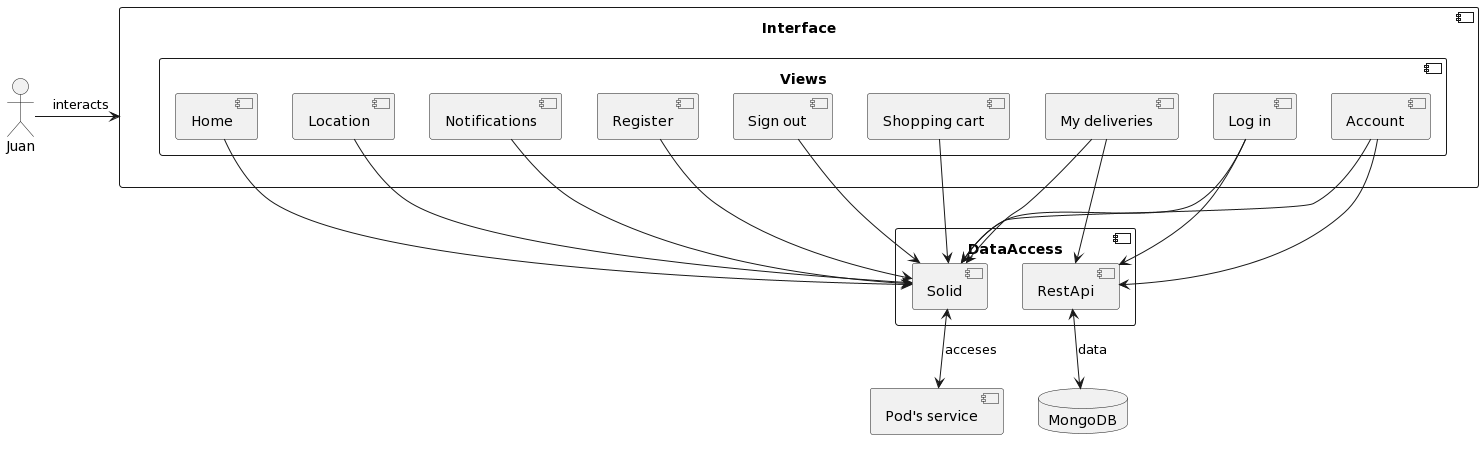 Interface
Views
Home
Location
Notifications
Register
Sign out
Shopping cart
My deliveries
Log in
Account
interacts
Juan
DataAccess
Solid
RestApi
acceses
data
Pod's service
MongoDB